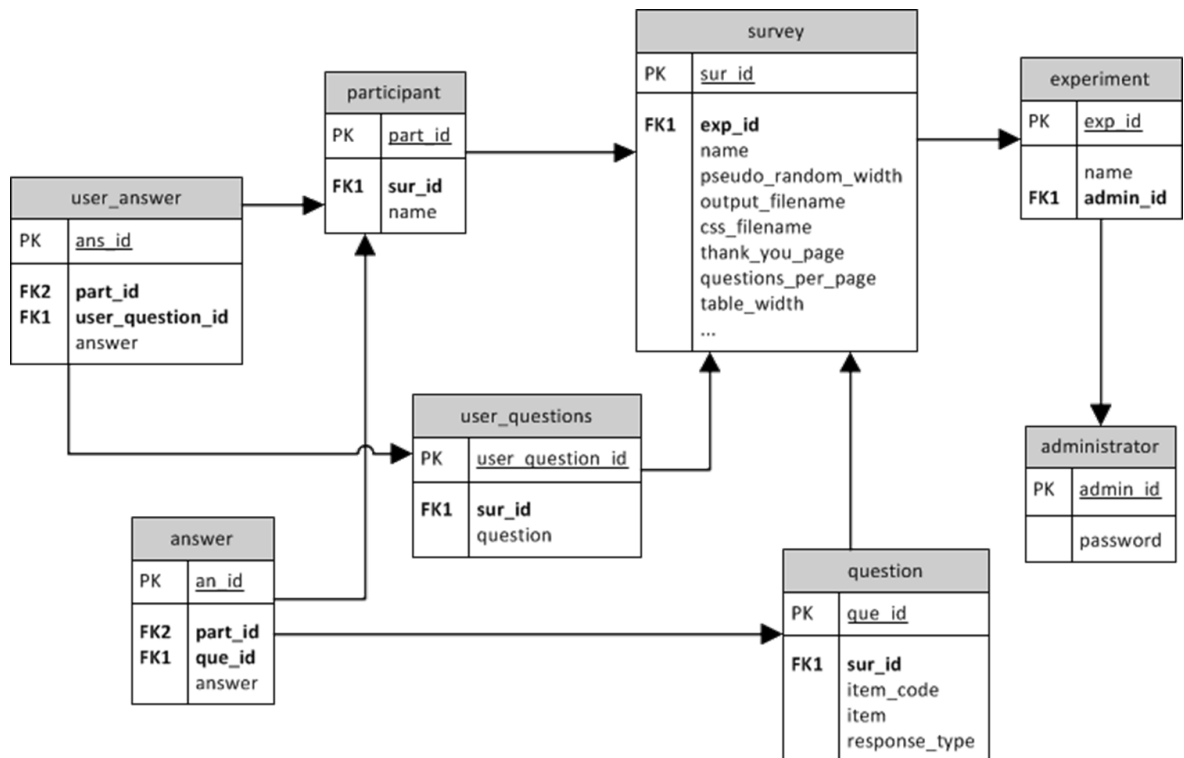 survey
PK sur_id
FK1 exp_id
name
pseudo_random_width
output_filename
css_filename
thank_you_page
questions_per_page
table_width
...
experiment
PK exp_id
name
FK1 admin_id
participant
PK part_id
FK1 sur_id
name
user_answer
PK ans_id
FK2 part_id
FK1 user_question_id
answer
user_questions
PK user_question_id
FK1 sur_id
question
administrator
PK admin_id
password
answer
PK an_id
FK2 part_id
FK1 que_id
answer
question
PK que_id
FK1 sur_id
item_code
item
response_type